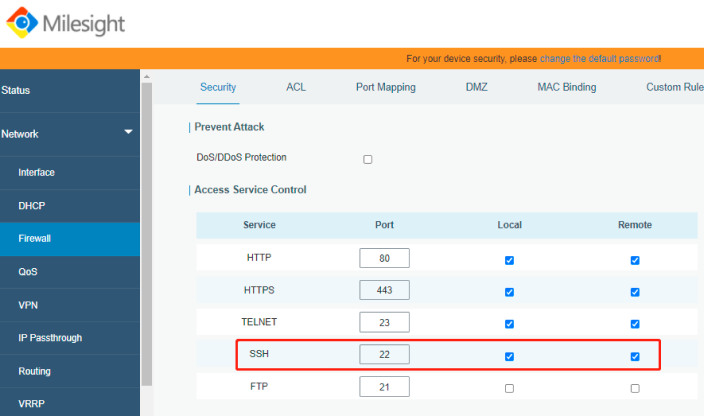 Milesight
For your device security, please change the default password!
Status
Security ACL Port Mapping DMZ MAC Binding Custom Rule
Network
Prevent Attack
DoS/DDoS Protection
Interface
Access Service Control
DHCP
Service Port Local Remote
Firewall
HTTP 80
QoS
HTTPS 443
VPN
TELNET 23
IP Passthrough
SSH 22
Routing
FTP 21
VRRP